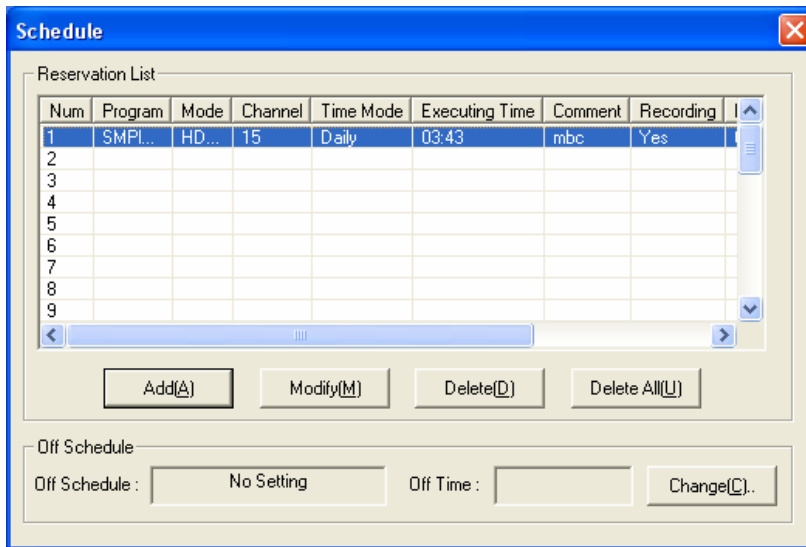 Schedule
Reservation List
Num Program Mode Channel Time Mode Executing Time Comment Recording
1 SMPI... HD... 15 Daily 03:43 mbc Yes
2
3
4
5
6
7
8
9
Add(A) Modify(M) Delete(D) Delete All(U)
Off Schedule
Off Schedule : No Setting Off Time : Change(C)..